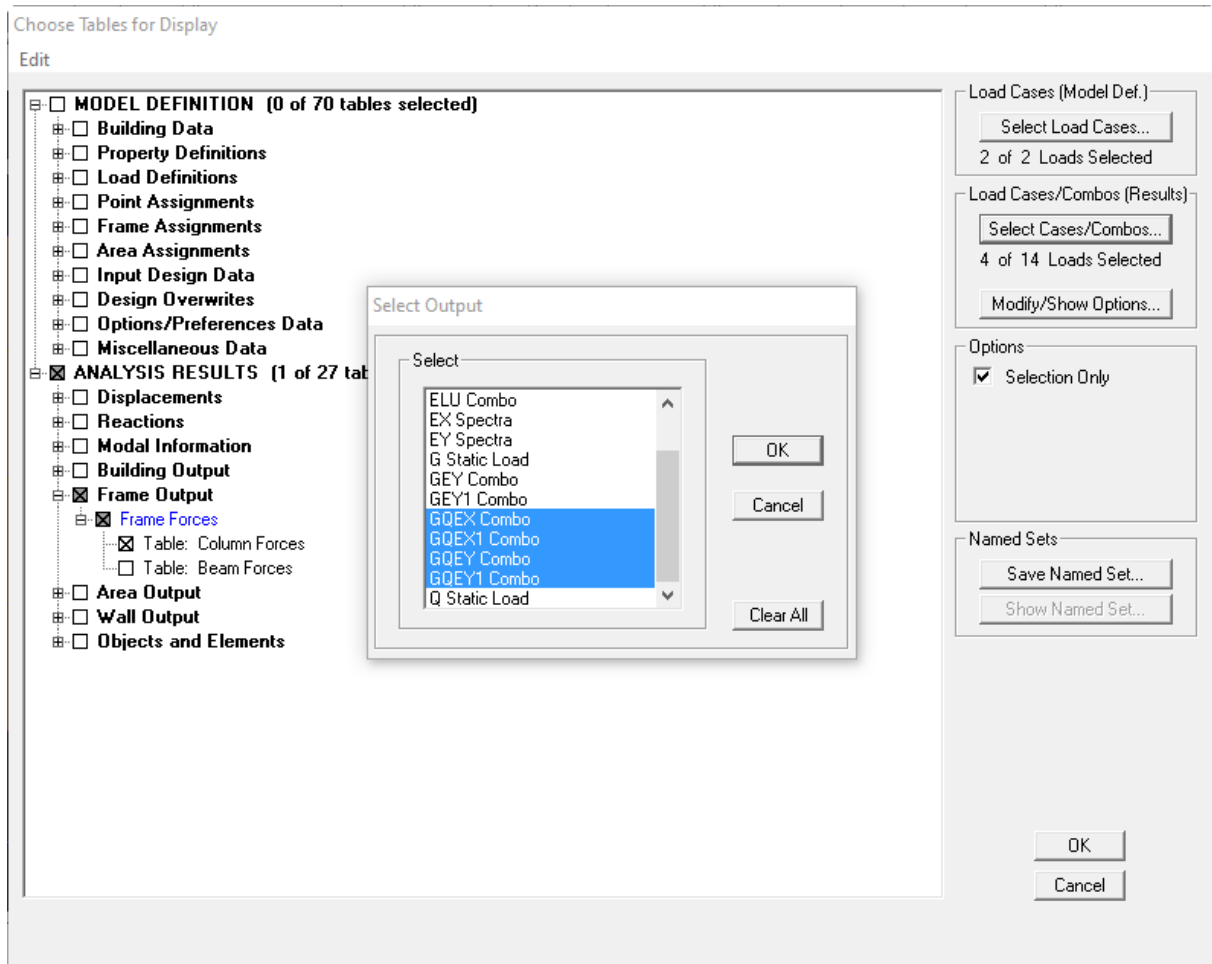 Choose Tables for Display
Edit
MODEL DEFINITION (0 of 70 tables selected)
Building Data
Property Definitions
Load Definitions
Point Assignments
Frame Assignments
Area Assignments
Input Design Data
Design Overwrites
Options/Preferences Data
Miscellaneous Data
ANALYSIS RESULTS (1 of 27 tab
Displacements
Reactions
Modal Information
Building Output
Frame Output
Frame Forces
Table: Column Forces
Table: Beam Forces
Area Output
Wall Output
Objects and Elements
Select Output
Select
ELU Combo
EX Spectra
EY Spectra
G Static Load
GEY Combo
GEY1 Combo
GQEX Combo
GQEX1 Combo
GQEY Combo
GQEY1 Combo
Q Static Load
OK
Cancel
Clear All
Load Cases (Model Def.)
Select Load Cases...
2 of 2 Loads Selected
Load Cases/Combos (Results)
Select Cases/Combos...
4 of 14 Loads Selected
Modify/Show Options...
Options
Selection Only
Named Sets
Save Named Set...
Show Named Set...
OK
Cancel